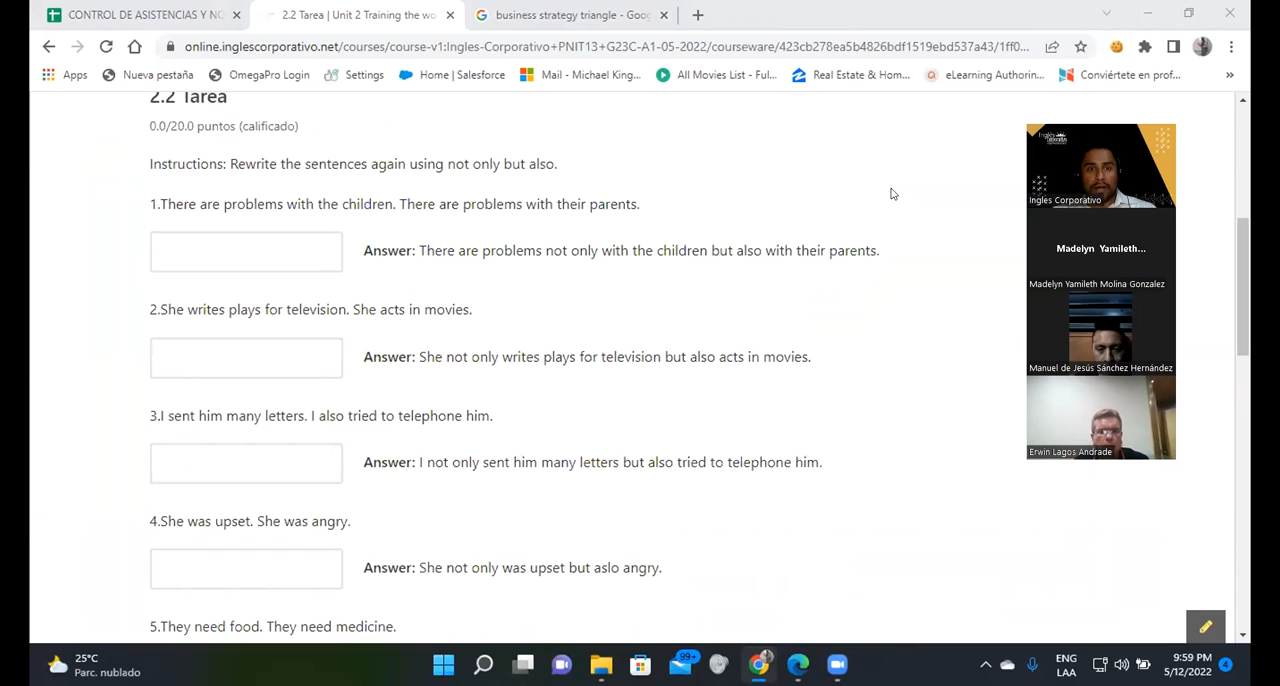 CONTROL DE ASISTENCIAS Y NO
2.2 Tarea | Unit 2 Training the wo
business strategy triangle - Goog
online.inglescorporativo.net/courses/course-v1:Ingles-Corporativo+PNIT13+G23C-A1-05-2022/courseware/423cb278ea5b4826bdf1519ebd537a43/1ff0...
Apps
Nueva pestaña
OmegaPro Login
Settings
Home | Salesforce
Mail - Michael King...
All Movies List - Ful...
Real Estate & Hom...
eLearning Authorin...
Conviértete en prof...
2.2 Tarea
0.0/20.0 puntos (calificado)
Instructions: Rewrite the sentences again using not only but also.
1.There are problems with the children. There are problems with their parents.
Answer: There are problems not only with the children but also with their parents.
2.She writes plays for television. She acts in movies.
Answer: She not only writes plays for television but also acts in movies.
3.I sent him many letters. I also tried to telephone him.
Answer: I not only sent him many letters but also tried to telephone him.
4.She was upset. She was angry.
Answer: She not only was upset but aslo angry.
5.They need food. They need medicine.
Ingles Corporativo
Madelyn Yamileth...
Madelyn Yamileth Molina Gonzalez
Manuel de Jesús Sánchez Hernández
Erwin Lagos Andrade
25°C
Parc. nublado
99+
ENG
LAA
9:59 PM
5/12/2022
4